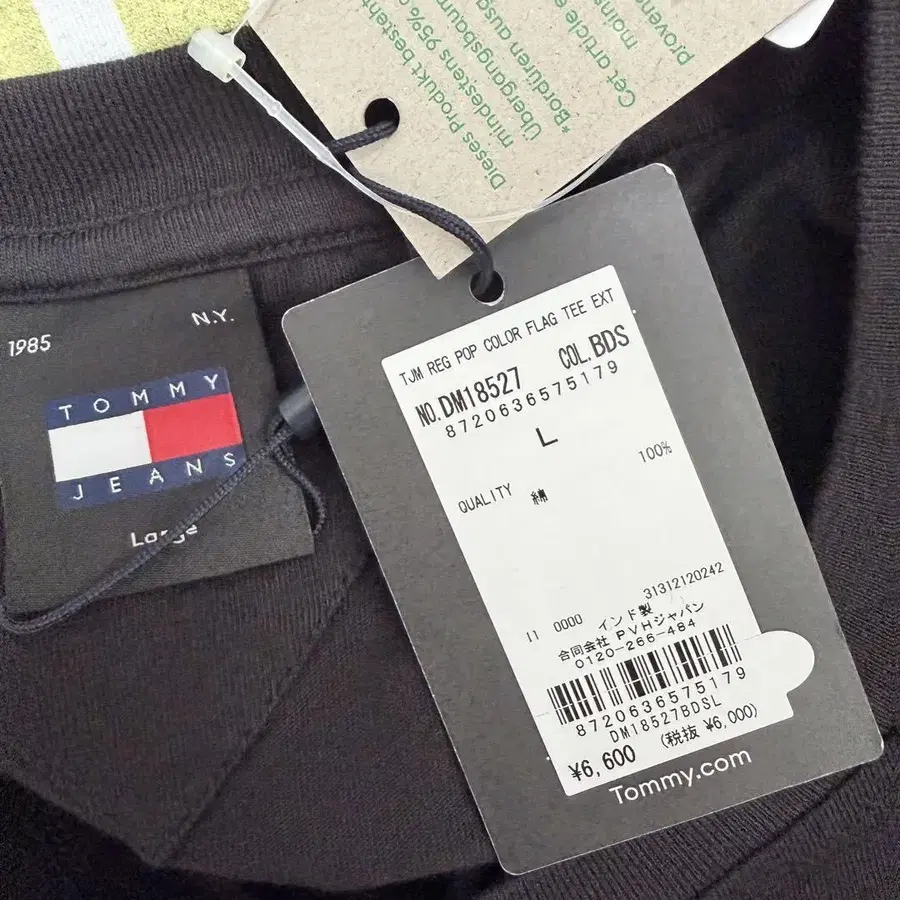 Dieses Produkt besteht
mindestens 95%
Übergangsbaum
*Bordüren ausg
Cet article e
moins
provena
1985
N.Y.
TOMMY
JEANS
Large
TJM REG POP COLOR FLAG TEE EXT
NO.DM18527 COL.BDS
8720636575179
L
QUALITY 綿 100%
31312120242
I1 0000 インド製
合同会社 PVHジャパン
0120-266-484
8720636575179
DM18527BDSL
¥6,600 (税抜 ¥6,000)
Tommy.com